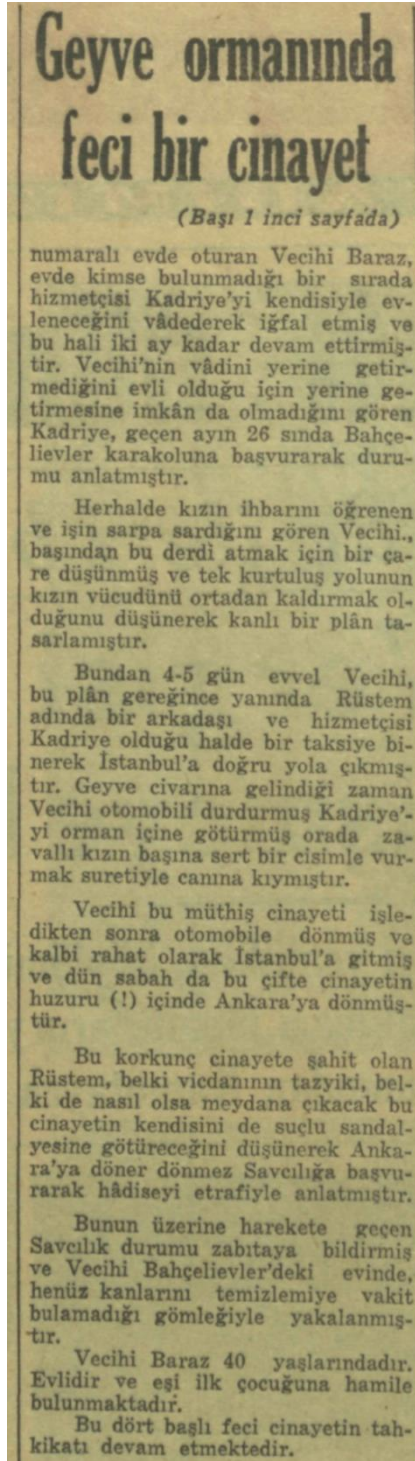 Geyve ormanında
feci bir cinayet
(Başı 1 inci sayfada)
numaralı evde oturan Vecihi Baraz,
evde kimse bulunmadığı bir sırada
hizmetçisi Kadriye'yi kendisiyle ev-
leneceğini vâdederek iğfal etmiş ve
bu hali iki ay kadar devam ettirmiş-
tir. Vecihi'nin vâdini yerine getir-
mediğini evli olduğu için yerine ge-
tirmesine imkân da olmadığını gören
Kadriye, geçen ayın 26 sında Bahçe-
lievler karakoluna başvurarak duru-
mu anlatmıştır.
Herhalde kızın ihbarını öğrenen
ve işin sarpa sardığını gören Vecihi.,
başından bu derdi atmak için bir ça-
re düşünmüş ve tek kurtuluş yolunun
kızın vücudünü ortadan kaldırmak ol-
duğunu düşünerek kanlı bir plân ta-
sarlamıştır.
Bundan 4-5 gün evvel Vecihi,
bu plân gereğince yanında Rüstem
adında bir arkadaşı ve hizmetçisi
Kadriye olduğu halde bir taksiye bi-
nerek İstanbul'a doğru yola çıkmış-
tır. Geyve civarına gelindiği zaman
Vecihi otomobili durdurmuş Kadriye'-
yi orman içine götürmüş orada za-
vallı kızın başına sert bir cisimle vur-
mak suretiyle canına kıymıştır.
Vecihi bu müthiş cinayeti işle-
dikten sonra otomobile dönmüş ve
kalbi rahat olarak İstanbul'a gitmiş
ve dün sabah da bu çifte cinayetin
huzuru (!) içinde Ankara'ya dönmüş-
tür.
Bu korkunç cinayete şahit olan
Rüstem, belki vicdanının tazyiki, bel-
ki de nasıl olsa meydana çıkacak bu
cinayetin kendisini de suçlu sandal-
yesine götüreceğini düşünerek Anka-
ra'ya döner dönmez Savcılığa başvu-
rarak hâdiseyi etrafiyle anlatmıştır.
Bunun üzerine harekete geçen
Savcılık durumu zabıtaya bildirmiş
ve Vecihi Bahçelievler'deki evinde,
henüz kanlarını temizlemiye vakit
bulamadığı gömleğiyle yakalanmış-
tır.
Vecihi Baraz 40 yaşlarındadır.
Evlidir ve eşi ilk çocuğuna hamile
bulunmaktadır.
Bu dört başlı feci cinayetin tah-
kikatı devam etmektedir.